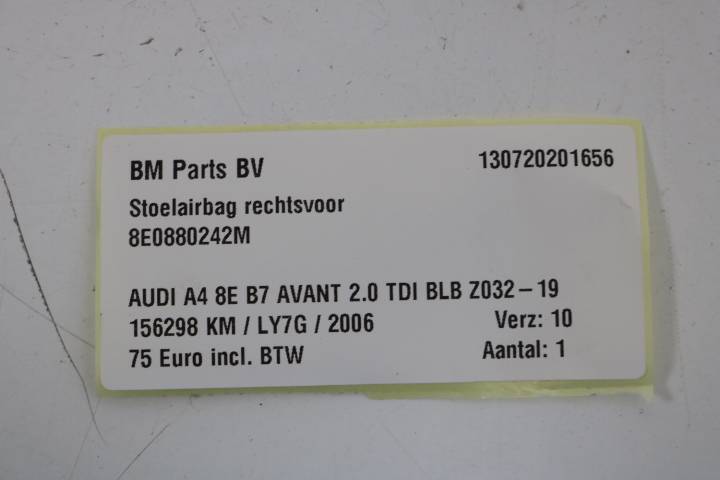 BM Parts BV 130720201656
Stoelairbag rechtsvoor
8E0880242M
AUDI A4 8E B7 AVANT 2.0 TDI BLB Z032-19
156298 KM / LY7G / 2006 Verz: 10
75 Euro incl. BTW Aantal: 1